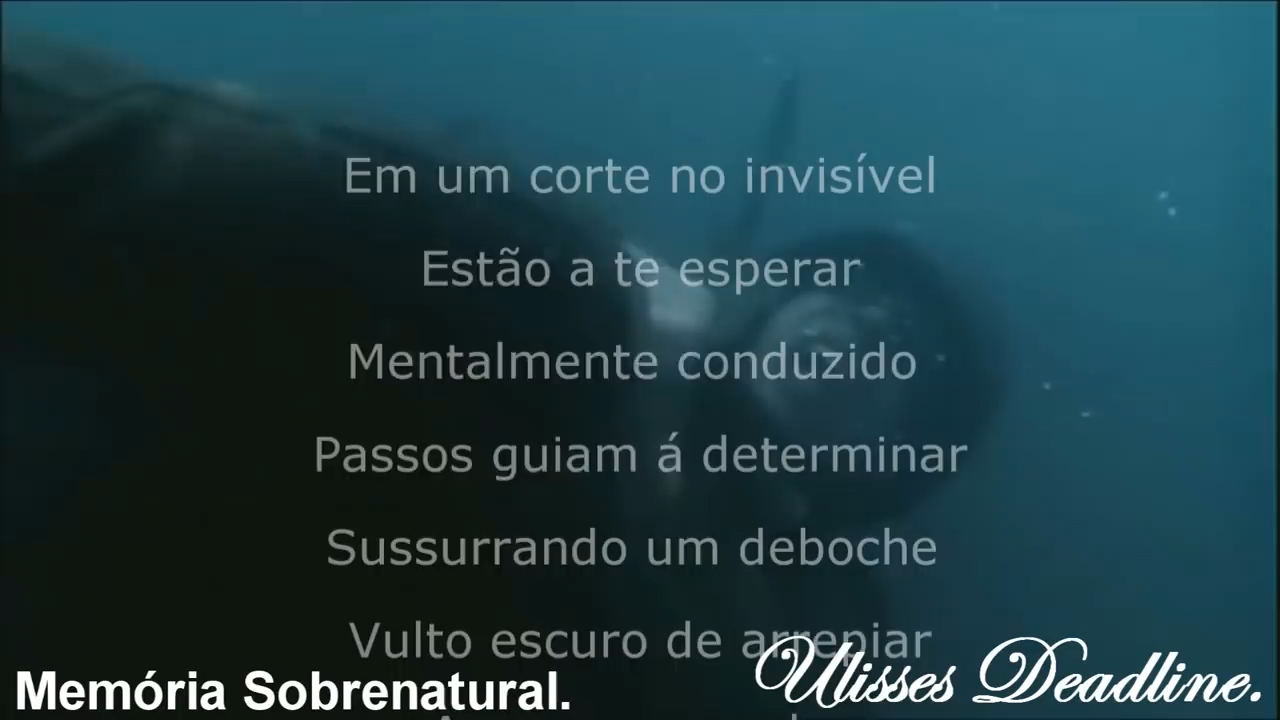 Em um corte no invisível
Estão a te esperar
Mentalmente conduzido
Passos guiam á determinar
Sussurrando um deboche
Vulto escuro de arrepiar
Memória Sobrenatural.
Ulisses Deadline.